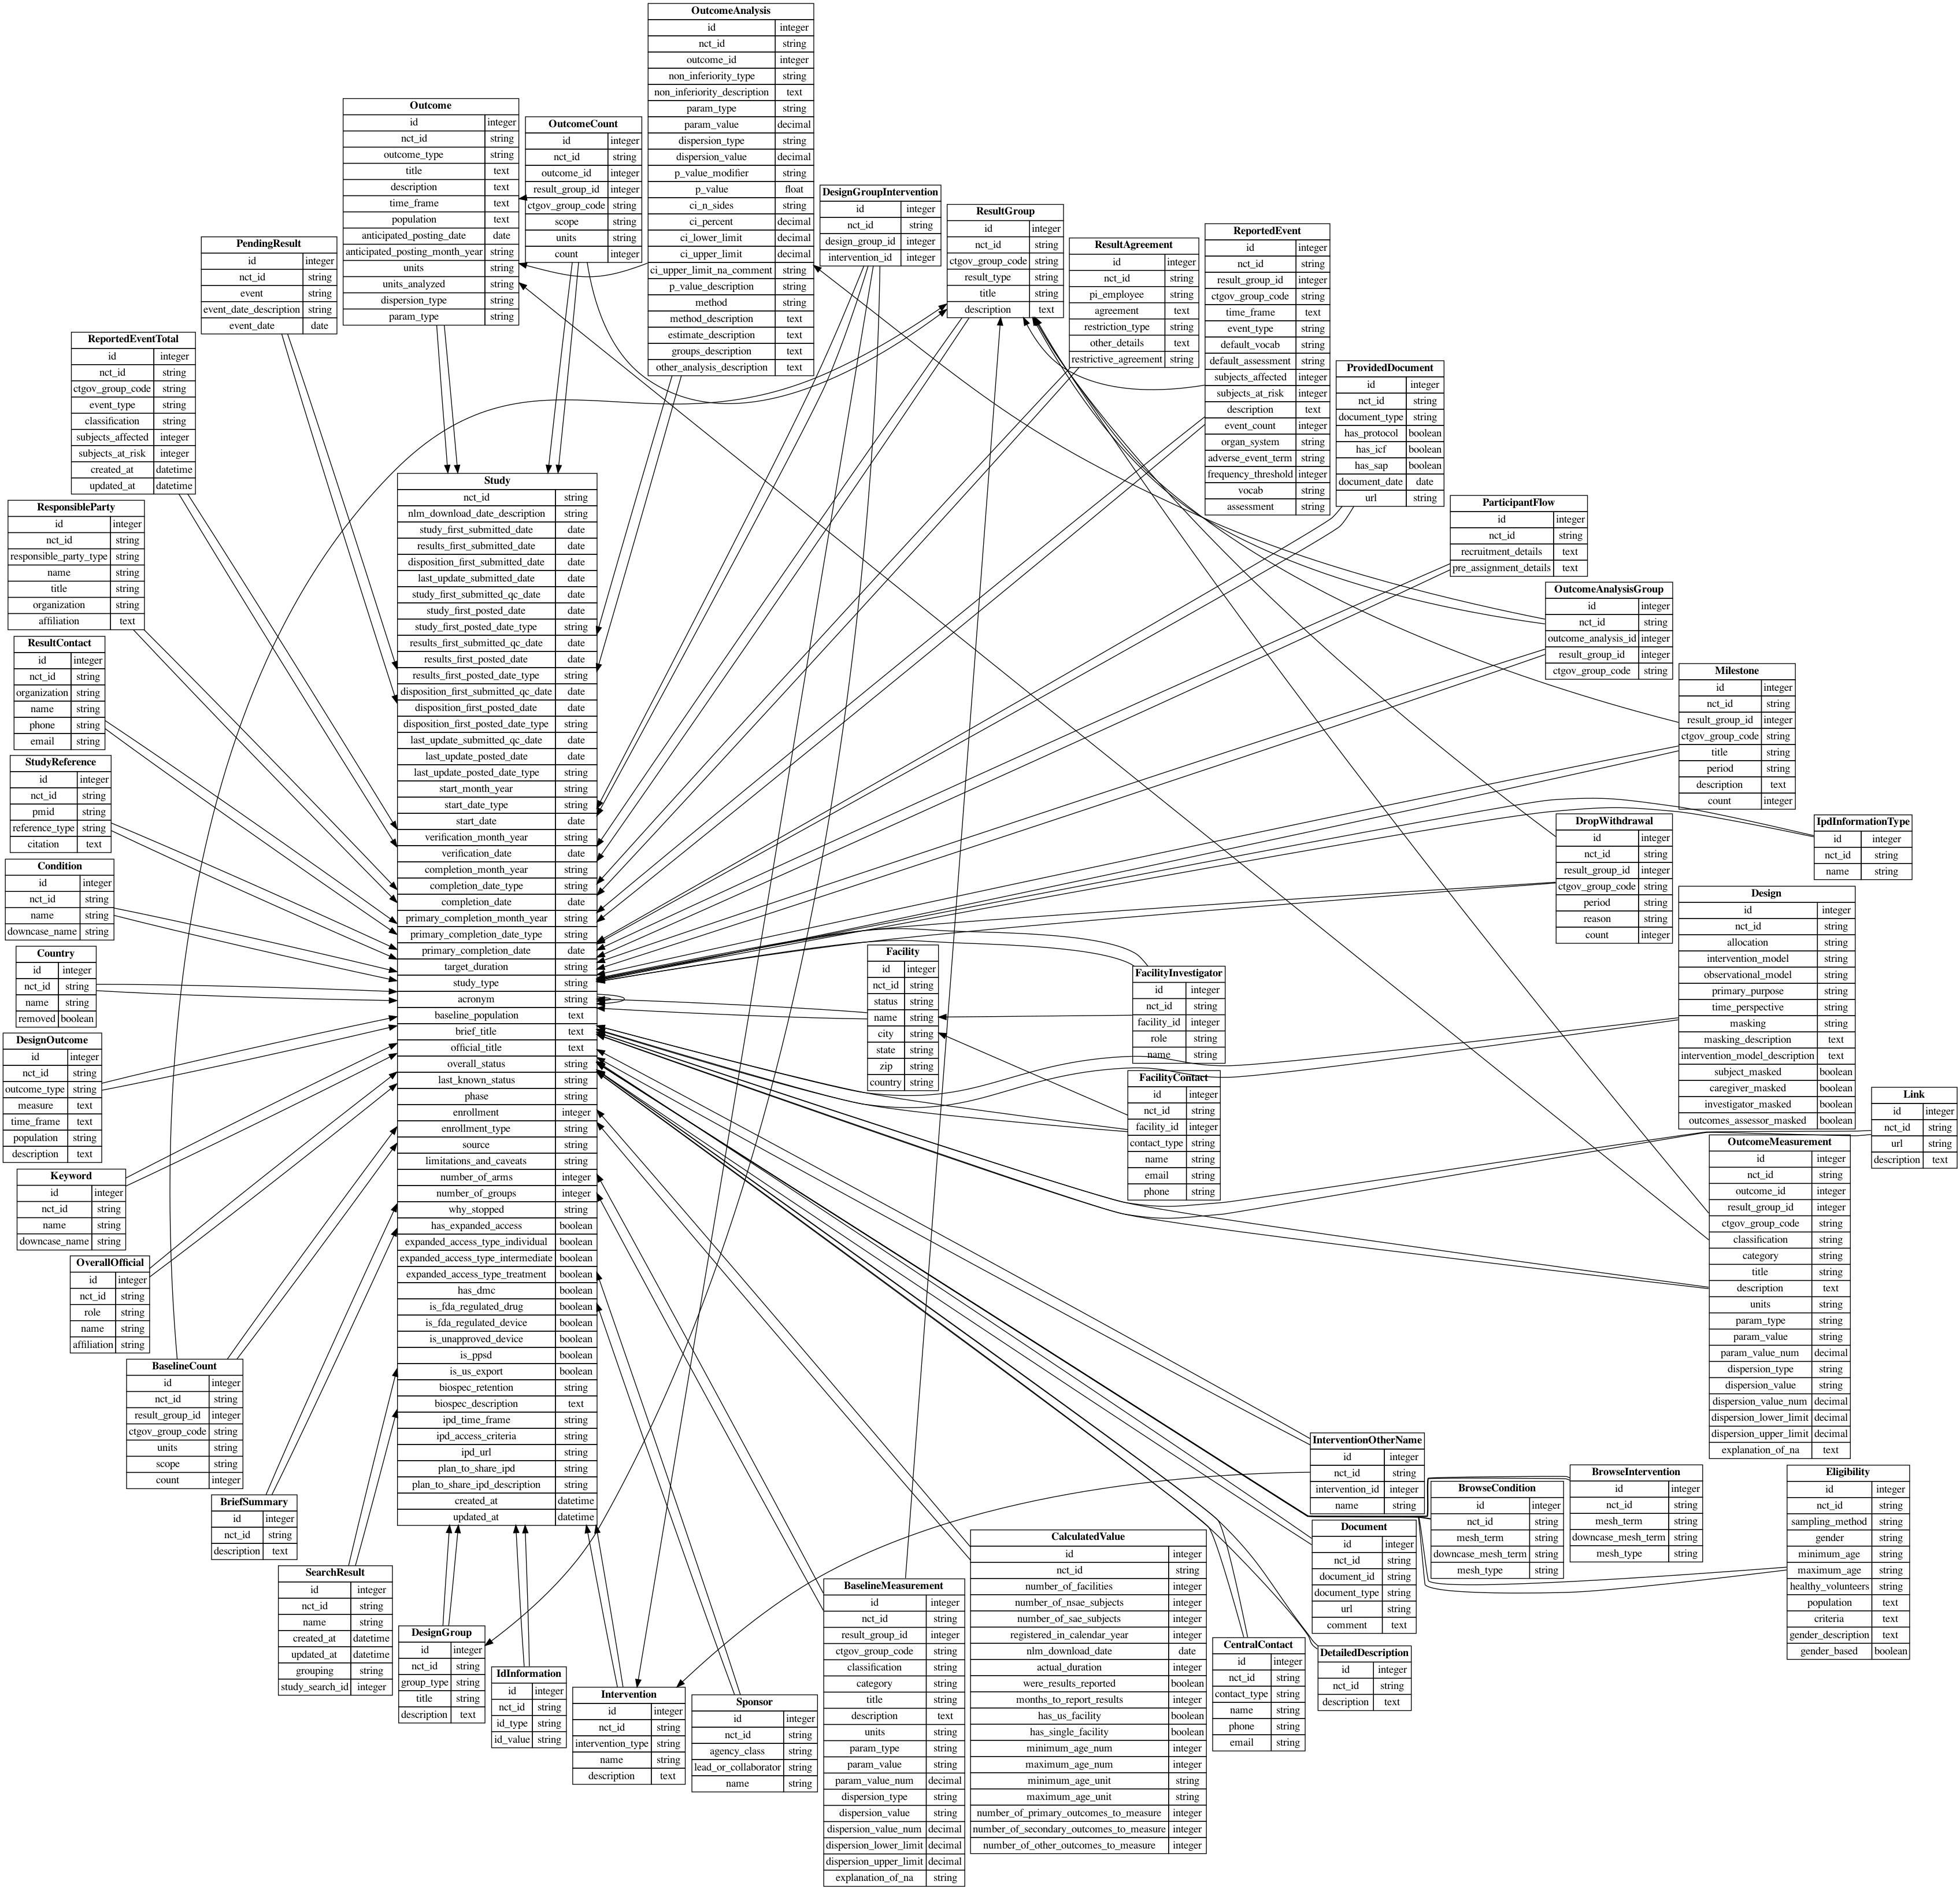 OutcomeAnalysis
id integer
nct_id string
outcome_id integer
non_inferiority_type string
non_inferiority_description text
param_type string
param_value decimal
dispersion_type string
dispersion_value decimal
p_value_modifier string
p_value float
ci_n_sides string
ci_percent decimal
ci_lower_limit decimal
ci_upper_limit decimal
ci_upper_limit_na_comment string
p_value_description string
method string
method_description text
estimate_description text
groups_description text
other_analysis_description text
Outcome
id integer
nct_id string
outcome_type string
title text
description text
time_frame text
population text
anticipated_posting_date date
anticipated_posting_month_year string
units string
units_analyzed string
dispersion_type string
param_type string
OutcomeCount
id integer
nct_id string
outcome_id integer
result_group_id integer
ctgov_group_code string
scope string
units string
count integer
DesignGroupIntervention
id integer
nct_id string
design_group_id integer
intervention_id integer
ResultGroup
id integer
nct_id string
ctgov_group_code string
result_type string
title string
description text
ResultAgreement
id integer
nct_id string
pi_employee string
agreement text
restriction_type string
other_details text
restrictive_agreement string
ReportedEvent
id integer
nct_id string
result_group_id integer
ctgov_group_code string
time_frame text
event_type string
default_vocab string
default_assessment string
subjects_affected integer
subjects_at_risk integer
description text
event_count integer
organ_system string
adverse_event_term string
frequency_threshold integer
vocab string
assessment string
PendingResult
id integer
nct_id string
event string
event_date_description string
event_date date
ReportedEventTotal
id integer
nct_id string
ctgov_group_code string
event_type string
classification string
subjects_affected integer
subjects_at_risk integer
created_at datetime
updated_at datetime
ProvidedDocument
id integer
nct_id string
document_type string
has_protocol boolean
has_icf boolean
has_sap boolean
document_date date
url string
ParticipantFlow
id integer
nct_id string
recruitment_details text
pre_assignment_details text
OutcomeAnalysisGroup
id integer
nct_id string
outcome_analysis_id integer
result_group_id integer
ctgov_group_code string
Milestone
id integer
nct_id string
result_group_id integer
ctgov_group_code string
title string
period string
description text
count integer
Study
nct_id string
nlm_download_date_description string
study_first_submitted_date date
results_first_submitted_date date
disposition_first_submitted_date date
last_update_submitted_date date
study_first_submitted_qc_date date
study_first_posted_date date
study_first_posted_date_type string
results_first_submitted_qc_date date
results_first_posted_date date
results_first_posted_date_type string
disposition_first_submitted_qc_date date
disposition_first_posted_date date
disposition_first_posted_date_type string
last_update_submitted_qc_date date
last_update_posted_date date
last_update_posted_date_type string
start_month_year string
start_date_type string
start_date date
verification_month_year string
verification_date date
completion_month_year string
completion_date_type string
completion_date date
primary_completion_month_year string
primary_completion_date_type string
primary_completion_date date
target_duration string
study_type string
acronym string
baseline_population text
brief_title text
official_title text
overall_status string
last_known_status string
phase string
enrollment integer
enrollment_type string
source string
limitations_and_caveats string
number_of_arms integer
number_of_groups integer
why_stopped string
has_expanded_access boolean
expanded_access_type_individual boolean
expanded_access_type_intermediate boolean
expanded_access_type_treatment boolean
has_dmc boolean
is_fda_regulated_drug boolean
is_fda_regulated_device boolean
is_unapproved_device boolean
is_ppsd boolean
is_us_export boolean
biospec_retention string
biospec_description text
ipd_time_frame string
ipd_access_criteria string
ipd_url string
plan_to_share_ipd string
plan_to_share_ipd_description string
created_at datetime
updated_at datetime
ResponsibleParty
id integer
nct_id string
responsible_party_type string
name string
title string
organization string
affiliation text
ResultContact
id integer
nct_id string
organization string
name string
phone string
email string
StudyReference
id integer
nct_id string
pmid string
reference_type string
citation text
Condition
id integer
nct_id string
name string
downcase_name string
Country
id integer
nct_id string
name string
removed boolean
DesignOutcome
id integer
nct_id string
outcome_type string
measure text
time_frame text
population string
description text
Keyword
id integer
nct_id string
name string
downcase_name string
OverallOfficial
id integer
nct_id string
role string
name string
affiliation string
BaselineCount
id integer
nct_id string
result_group_id integer
ctgov_group_code string
units string
scope string
count integer
BriefSummary
id integer
nct_id string
description text
SearchResult
id integer
nct_id string
name string
created_at datetime
updated_at datetime
grouping string
study_search_id integer
DropWithdrawal
id integer
nct_id string
result_group_id integer
ctgov_group_code string
period string
reason string
count integer
IpdInformationType
id integer
nct_id string
name string
Design
id integer
nct_id string
allocation string
intervention_model string
observational_model string
primary_purpose string
time_perspective string
masking string
masking_description text
intervention_model_description text
subject_masked boolean
caregiver_masked boolean
investigator_masked boolean
outcomes_assessor_masked boolean
Facility
id integer
nct_id string
status string
name string
city string
state string
zip string
country string
FacilityInvestigator
id integer
nct_id string
facility_id integer
role string
name string
FacilityContact
id integer
nct_id string
facility_id integer
contact_type string
name string
email string
phone string
Link
id integer
nct_id string
url string
description text
OutcomeMeasurement
id integer
nct_id string
outcome_id integer
result_group_id integer
ctgov_group_code string
classification string
category string
title string
description text
units string
param_type string
param_value string
param_value_num decimal
dispersion_type string
dispersion_value string
dispersion_value_num decimal
dispersion_lower_limit decimal
dispersion_upper_limit decimal
explanation_of_na text
InterventionOtherName
id integer
nct_id string
intervention_id integer
name string
BrowseCondition
id integer
nct_id string
mesh_term string
downcase_mesh_term string
mesh_type string
BrowseIntervention
id integer
nct_id string
mesh_term string
downcase_mesh_term string
mesh_type string
Eligibility
id integer
nct_id string
sampling_method string
gender string
minimum_age string
maximum_age string
healthy_volunteers string
population text
criteria text
gender_description text
gender_based boolean
Document
id integer
nct_id string
document_id string
document_type string
url string
comment text
DesignGroup
id integer
nct_id string
group_type string
title string
description text
IdInformation
id integer
nct_id string
id_type string
id_value string
Intervention
id integer
nct_id string
intervention_type string
name string
description text
Sponsor
id integer
nct_id string
agency_class string
lead_or_collaborator string
name string
BaselineMeasurement
id integer
nct_id string
result_group_id integer
ctgov_group_code string
classification string
category string
title string
description text
units string
param_type string
param_value string
param_value_num decimal
dispersion_type string
dispersion_value string
dispersion_value_num decimal
dispersion_lower_limit decimal
dispersion_upper_limit decimal
explanation_of_na string
CalculatedValue
id integer
nct_id string
number_of_facilities integer
number_of_nsae_subjects integer
number_of_sae_subjects integer
registered_in_calendar_year integer
nlm_download_date date
actual_duration integer
were_results_reported boolean
months_to_report_results integer
has_us_facility boolean
has_single_facility boolean
minimum_age_num integer
maximum_age_num integer
minimum_age_unit string
maximum_age_unit string
number_of_primary_outcomes_to_measure integer
number_of_secondary_outcomes_to_measure integer
number_of_other_outcomes_to_measure integer
CentralContact
id integer
nct_id string
contact_type string
name string
phone string
email string
DetailedDescription
id integer
nct_id string
description text